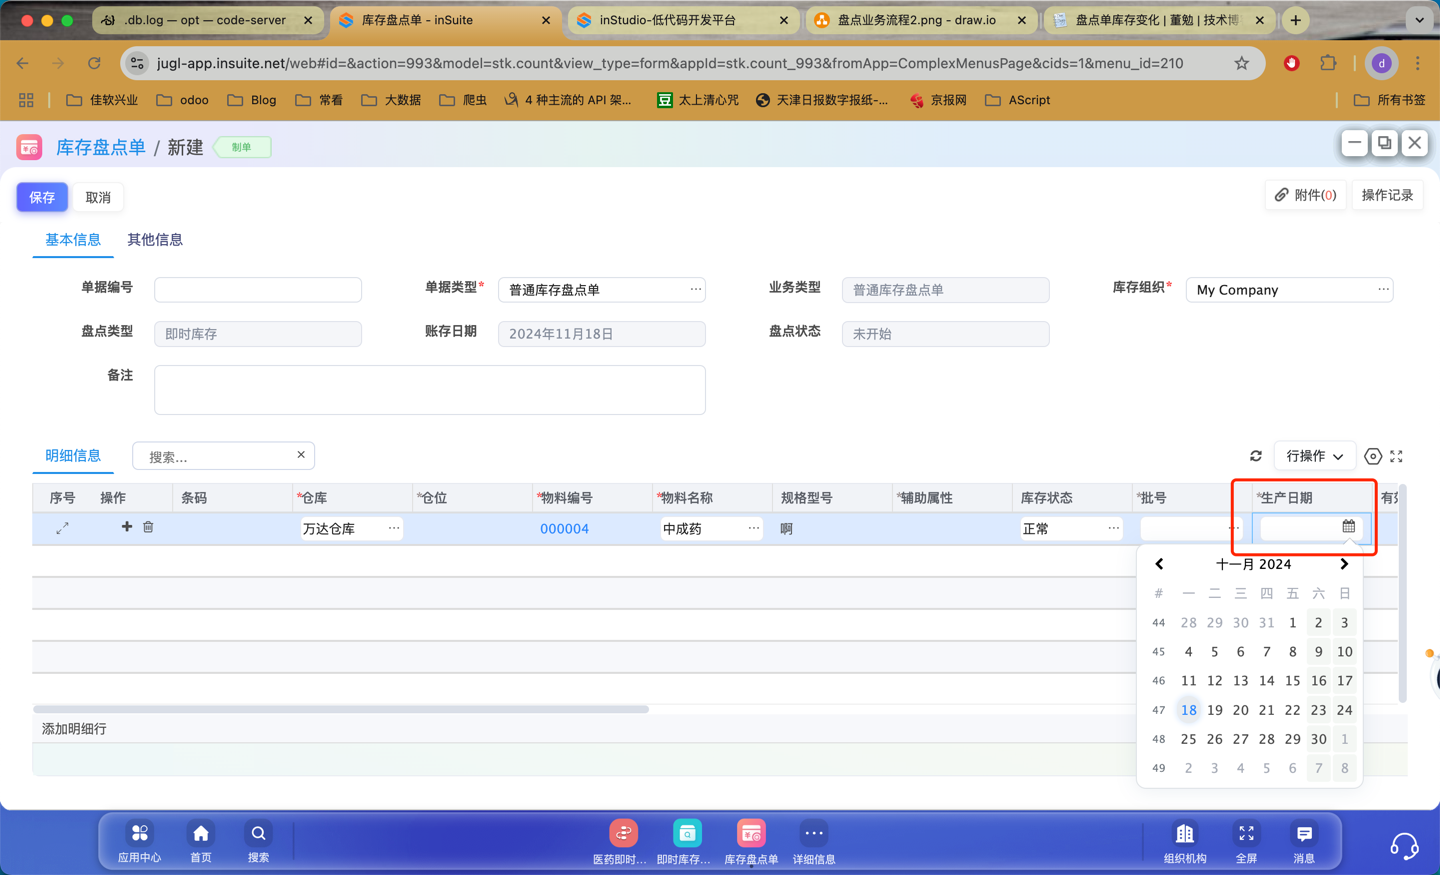 .db.log — opt — code-server
库存盘点单 - inSuite
inStudio-低代码开发平台
盘点业务流程2.png - draw.io
盘点单库存变化 | 董勉 | 技术博
jugl-app.insuite.net/web#id=&action=993&model=stk.count&view_type=form&appId=stk.count_993&fromApp=ComplexMenusPage&cids=1&menu_id=210
d
佳软兴业
odoo
Blog
常看
大数据
爬虫
4 种主流的 API 架...
豆 太上清心咒
天津日报数字报纸-...
京报网
AScript
所有书签
库存盘点单 / 新建
制单
保存
取消
附件(0)
操作记录
基本信息
其他信息
单据编号
单据类型*
普通库存盘点单
业务类型
普通库存盘点单
库存组织*
My Company
盘点类型
即时库存
账存日期
2024年11月18日
盘点状态
未开始
备注
明细信息
搜索...
行操作
序号
操作
条码
*仓库
*仓位
*物料编号
*物料名称
规格型号
*辅助属性
库存状态
*批号
*生产日期
万达仓库
000004
中成药
啊
正常
十一月 2024
# 一 二 三 四 五 六 日
44 28 29 30 31 1 2 3
45 4 5 6 7 8 9 10
46 11 12 13 14 15 16 17
47 18 19 20 21 22 23 24
48 25 26 27 28 29 30 1
49 2 3 4 5 6 7 8
添加明细行
应用中心
首页
搜索
医药即时...
即时库存...
库存盘点单
详细信息
组织机构
全屏
消息